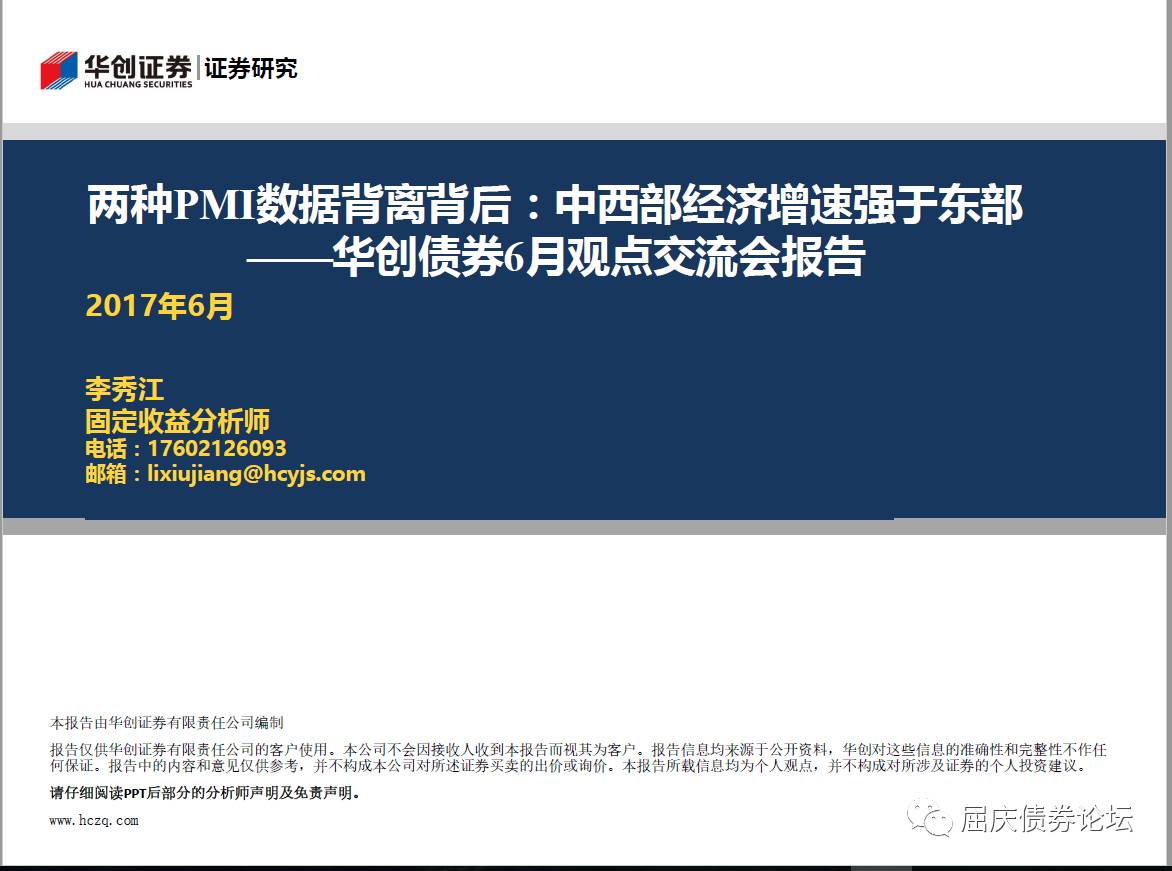 华创证券 证券研究
HUA CHUANG SECURITIES
两种PMI数据背离背后：中西部经济增速强于东部
——华创债券6月观点交流会报告
2017年6月
李秀江
固定收益分析师
电话：17602126093
邮箱：lixiujiang@hcyjs.com
本报告由华创证券有限责任公司编制
报告仅供华创证券有限责任公司的客户使用。本公司不会因接收人收到本报告而视其为客户。报告信息均来源于公开资料，华创对这些信息的准确性和完整性不作任
何保证。报告中的内容和意见仅供参考，并不构成本公司对所述证券买卖的出价或询价。本报告所载信息均为个人观点，并不构成对所涉及证券的个人投资建议。
请仔细阅读PPT后部分的分析师声明及免责声明。
www.hczq.com
屈庆债券论坛